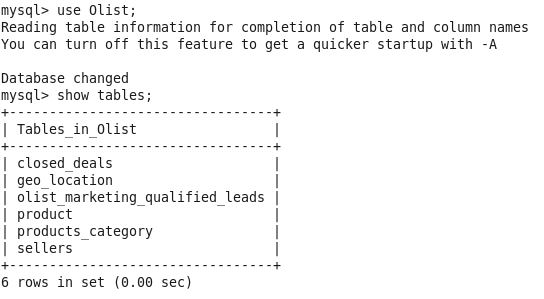 mysql> use Olist;
Reading table information for completion of table and column names
You can turn off this feature to get a quicker startup with -A

Database changed
mysql> show tables;
+---------------------------------+
| Tables_in_Olist                 |
+---------------------------------+
| closed_deals                    |
| geo_location                    |
| olist_marketing_qualified_leads |
| product                         |
| products_category               |
| sellers                         |
+---------------------------------+
6 rows in set (0.00 sec)